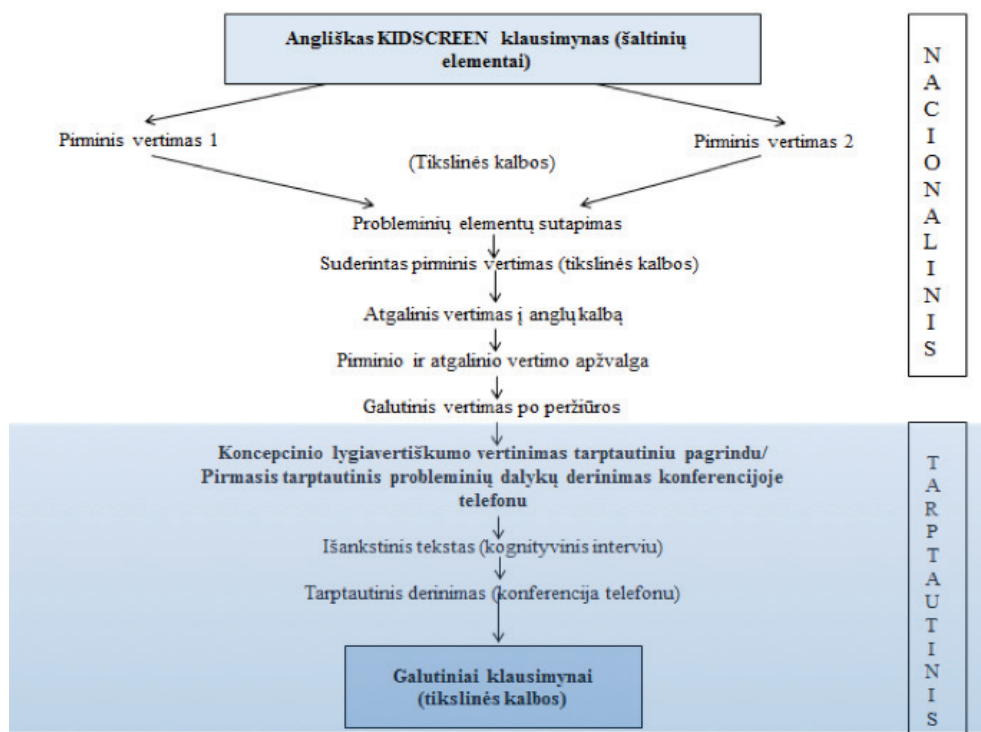 Angliškas KIDSCREEN klausimynas (šaltinių
elementai)
Pirminis vertimas 1
Pirminis vertimas 2
(Tikslinės kalbos)
Probleminių elementų sutapimas
Suderintas pirminis vertimas (tikslinės kalbos)
Atgalinis vertimas į anglų kalbą
Pirminio ir atgalinio vertimo apžvalga
Galutinis vertimas po peržiūros
NACIONALINIS
Koncepcinio lygiavertiškumo vertinimas tarptautiniu pagrindu/
Pirmasis tarptautinis probleminių dalykų derinimas konferencijoje
telefonu
Išankstinis tekstas (kognityvinis interviu)
Tarptautinis derinimas (konferencija telefonu)
Galutiniai klausimynai
(tikslinės kalbos)
TARPTAUTINIS